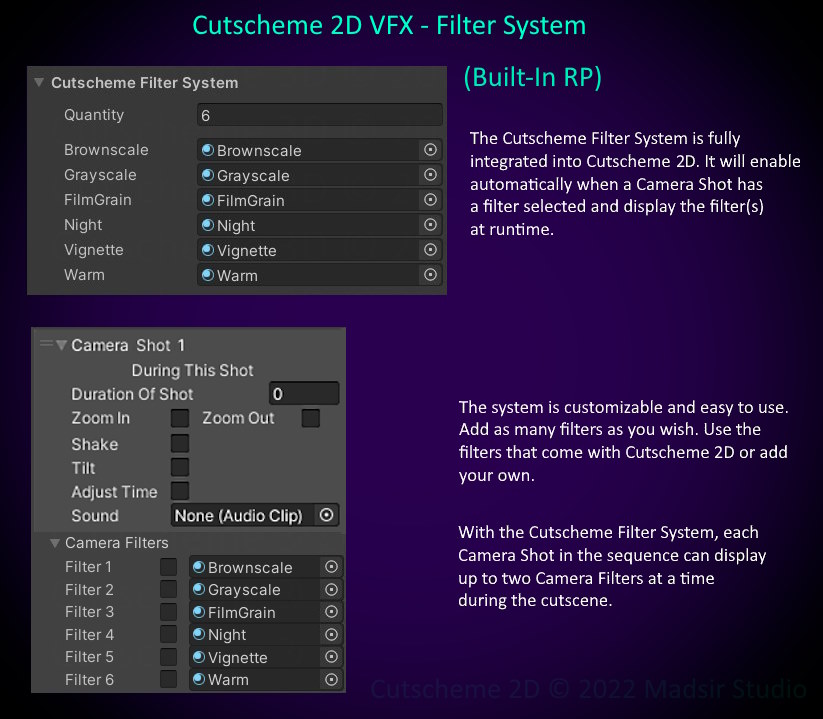 Cutscheme 2D VFX - Filter System
(Built-In RP)
Cutscheme Filter System
Quantity 6
Brownscale Brownscale
Grayscale Grayscale
FilmGrain FilmGrain
Night Night
Vignette Vignette
Warm Warm
The Cutscheme Filter System is fully
integrated into Cutscheme 2D. It will enable
automatically when a Camera Shot has
a filter selected and display the filter(s)
at runtime.
Camera Shot 1
During This Shot
Duration Of Shot 0
Zoom In Zoom Out
Shake
Tilt
Adjust Time
Sound None (Audio Clip)
Camera Filters
Filter 1 Brownscale
Filter 2 Grayscale
Filter 3 FilmGrain
Filter 4 Night
Filter 5 Vignette
Filter 6 Warm
The system is customizable and easy to use.
Add as many filters as you wish. Use the
filters that come with Cutscheme 2D or add
your own.
With the Cutscheme Filter System, each
Camera Shot in the sequence can display
up to two Camera Filters at a time
during the cutscene.
Cutscheme 2D © 2022 Madsir Studio